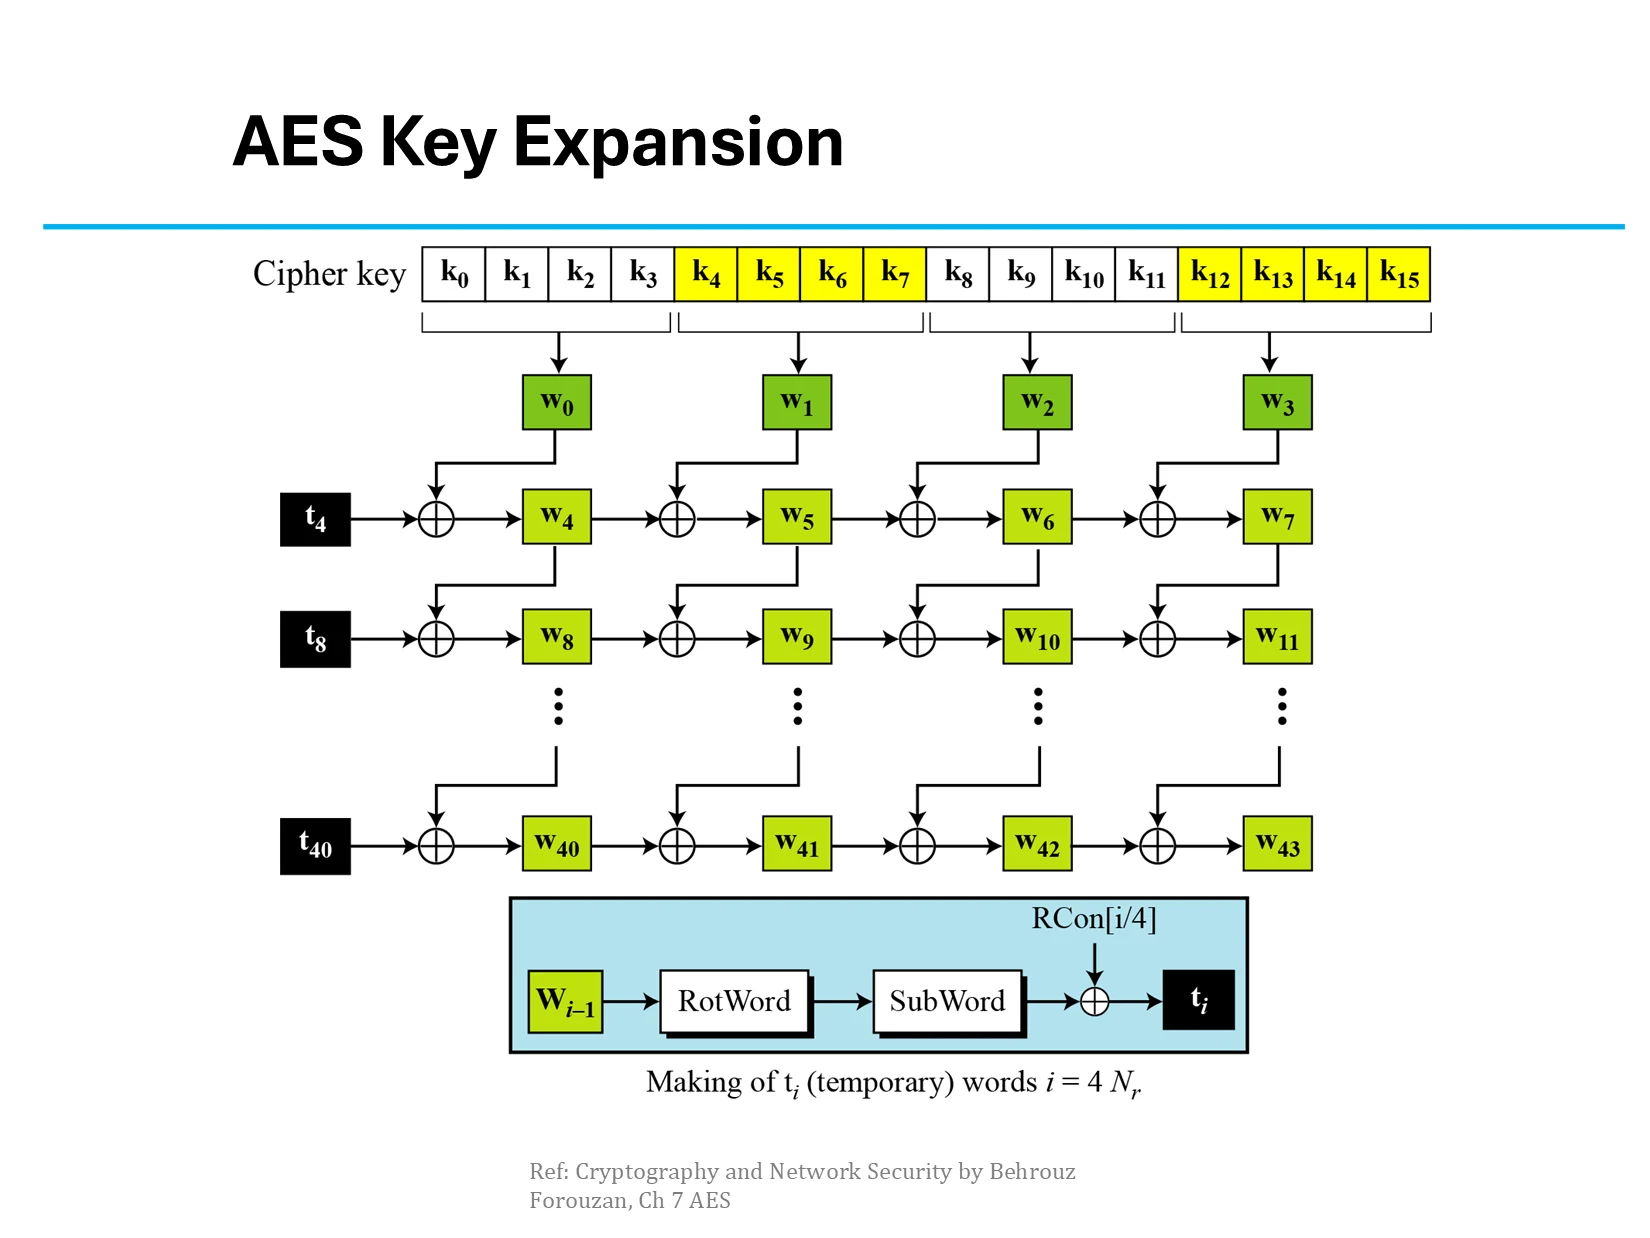 AES Key Expansion
Cipher key k₀ k₁ k₂ k₃ k₄ k₅ k₆ k₇ k₈ k₉ k₁₀ k₁₁ k₁₂ k₁₃ k₁₄ k₁₅
w₀ w₁ w₂ w₃
t₄ w₄ w₅ w₆ w₇
t₈ w₈ w₉ w₁₀ w₁₁
t₄₀ w₄₀ w₄₁ w₄₂ w₄₃
RCon[i/4]
Wᵢ₋₁ RotWord SubWord tᵢ
Making of tᵢ (temporary) words i = 4 Nᵣ
Ref: Cryptography and Network Security by Behrouz
Forouzan, Ch 7 AES